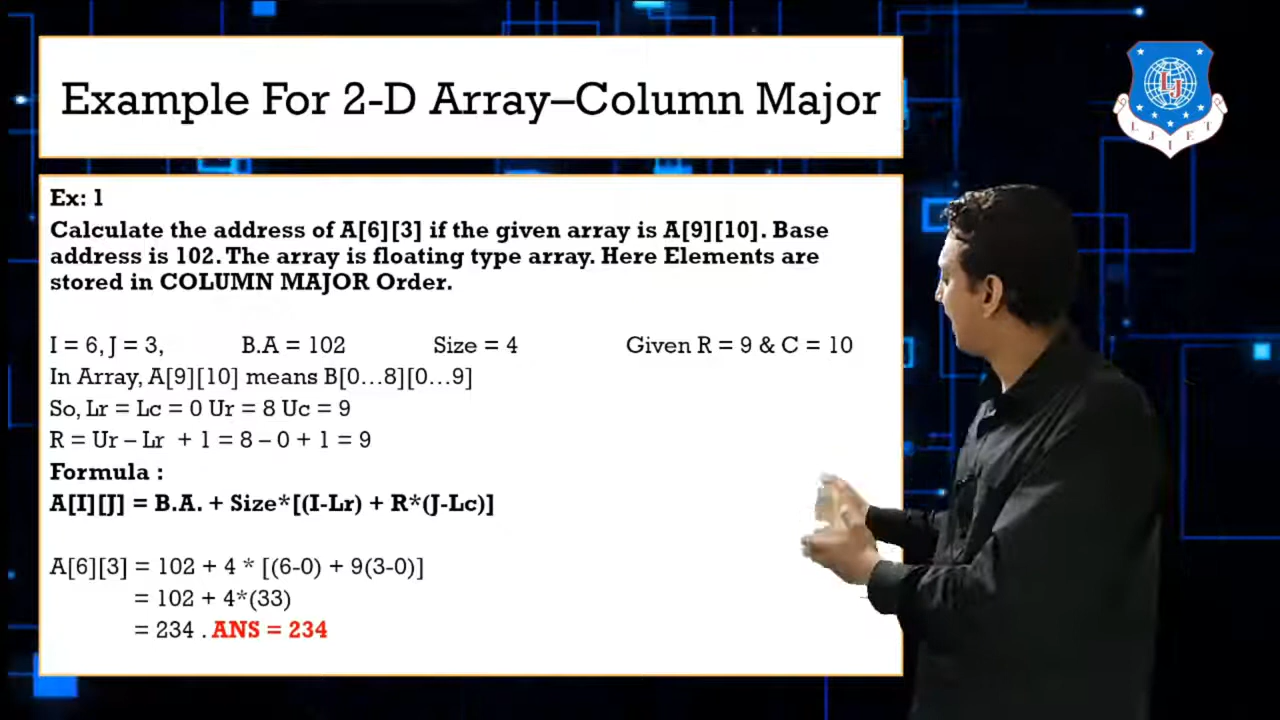 Example For 2-D Array–Column Major
LJ
LJIET
Ex: 1
Calculate the address of A[6][3] if the given array is A[9][10]. Base
address is 102. The array is floating type array. Here Elements are
stored in COLUMN MAJOR Order.
I = 6, J = 3, B.A = 102 Size = 4 Given R = 9 & C = 10
In Array, A[9][10] means B[0...8][0...9]
So, Lr = Lc = 0 Ur = 8 Uc = 9
R = Ur – Lr + 1 = 8 – 0 + 1 = 9
Formula :
A[I][J] = B.A. + Size*[(I-Lr) + R*(J-Lc)]
A[6][3] = 102 + 4 * [(6-0) + 9(3-0)]
= 102 + 4*(33)
= 234 . ANS = 234